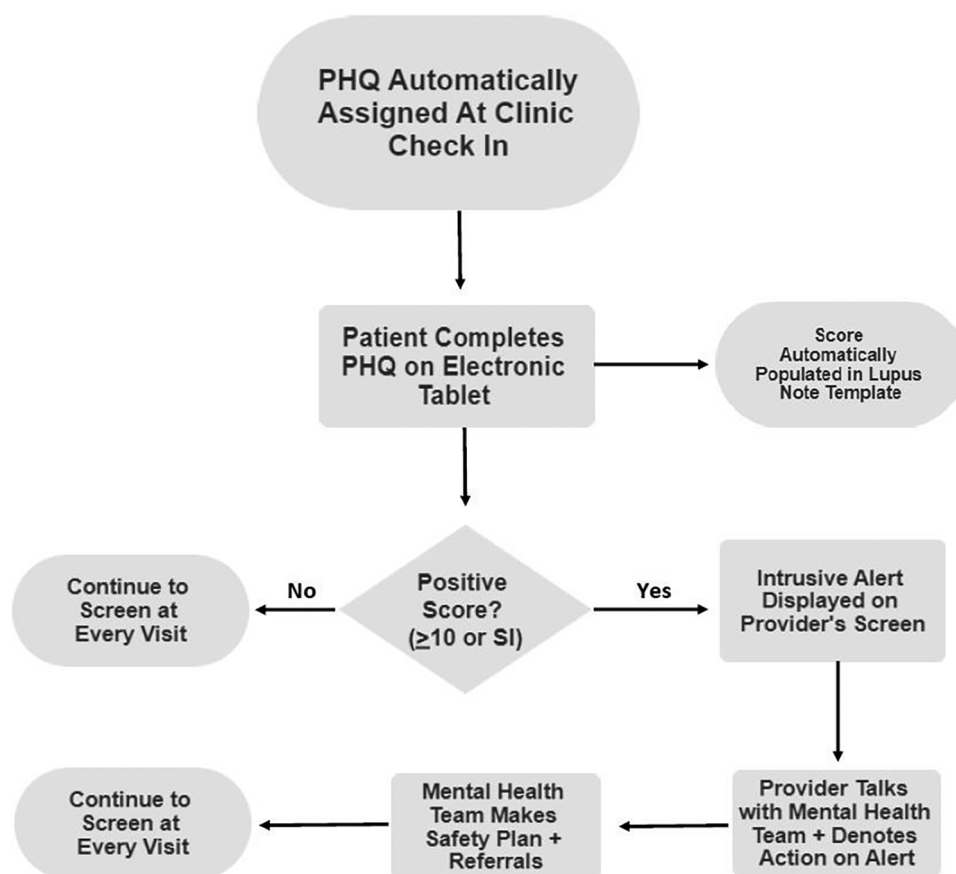 PHQ Automatically
Assigned At Clinic
Check In
Patient Completes
PHQ on Electronic
Tablet
Score
Automatically
Populated in Lupus
Note Template
Continue to
Screen at
Every Visit
No
Positive
Score?
(≥10 or SI)
Yes
Intrusive Alert
Displayed on
Provider's Screen
Provider Talks
with Mental Health
Team + Denotes
Action on Alert
Mental Health
Team Makes
Safety Plan +
Referrals
Continue to
Screen at
Every Visit